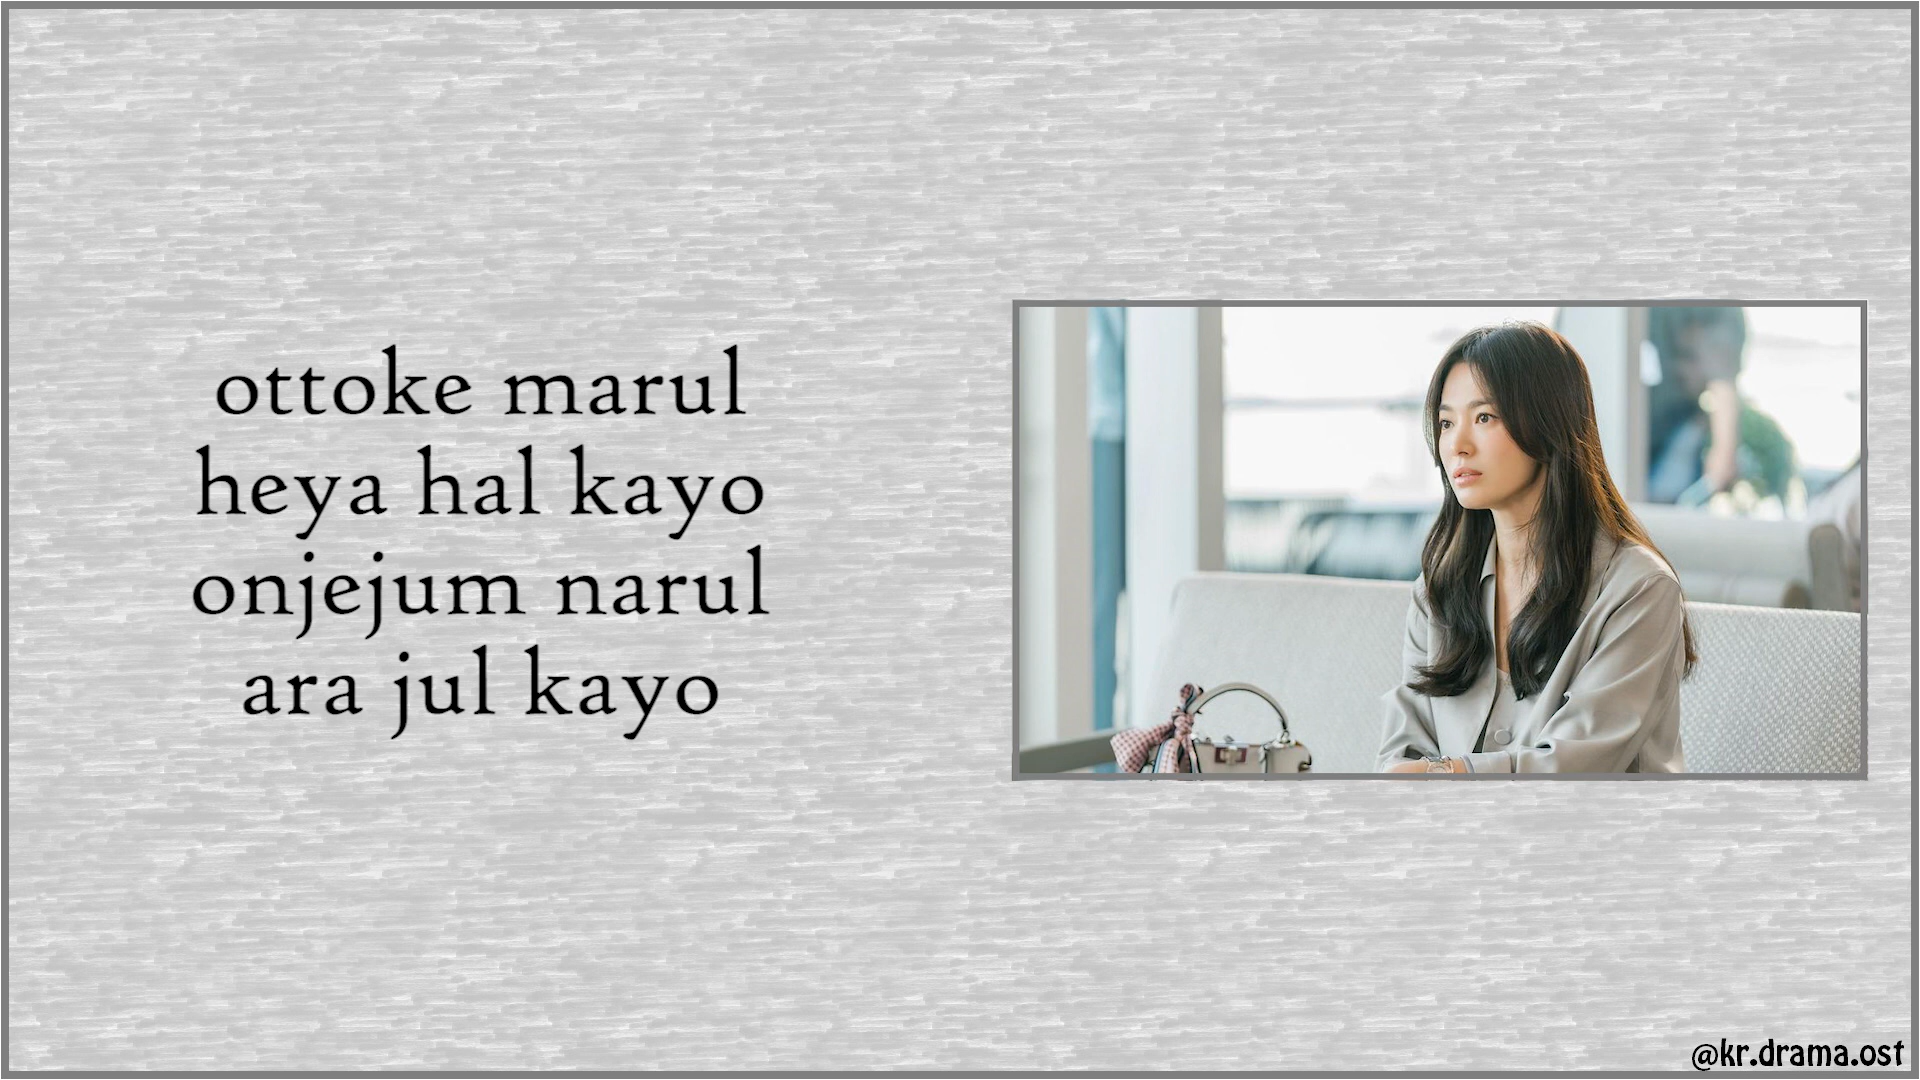 ottoke marul
heya hal kayo
onjejum narul
ara jul kayo
@kr.drama.ost